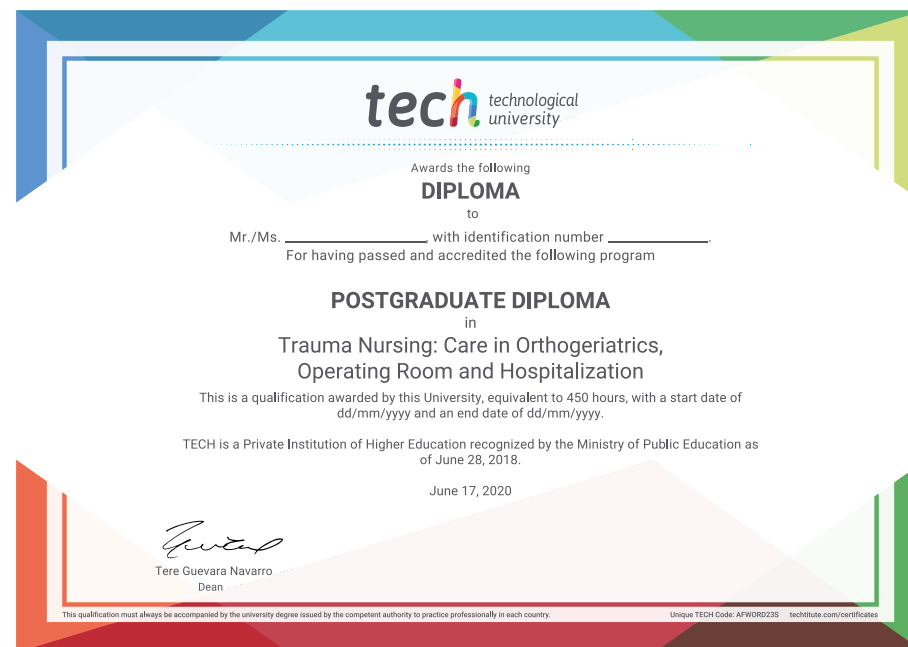 tech technological
university
Awards the following
DIPLOMA
to
Mr./Ms. ____________________, with identification number ______________.
For having passed and accredited the following program
POSTGRADUATE DIPLOMA
in
Trauma Nursing: Care in Orthogeriatrics,
Operating Room and Hospitalization
This is a qualification awarded by this University, equivalent to 450 hours, with a start date of
dd/mm/yyyy and an end date of dd/mm/yyyy.
TECH is a Private Institution of Higher Education recognized by the Ministry of Public Education as
of June 28, 2018.
June 17, 2020
Tere Guevara Navarro
Dean
This qualification must always be accompanied by the university degree issued by the competent authority to practice professionally in each country.
Unique TECH Code: AFWORD23S techtitute.com/certificates